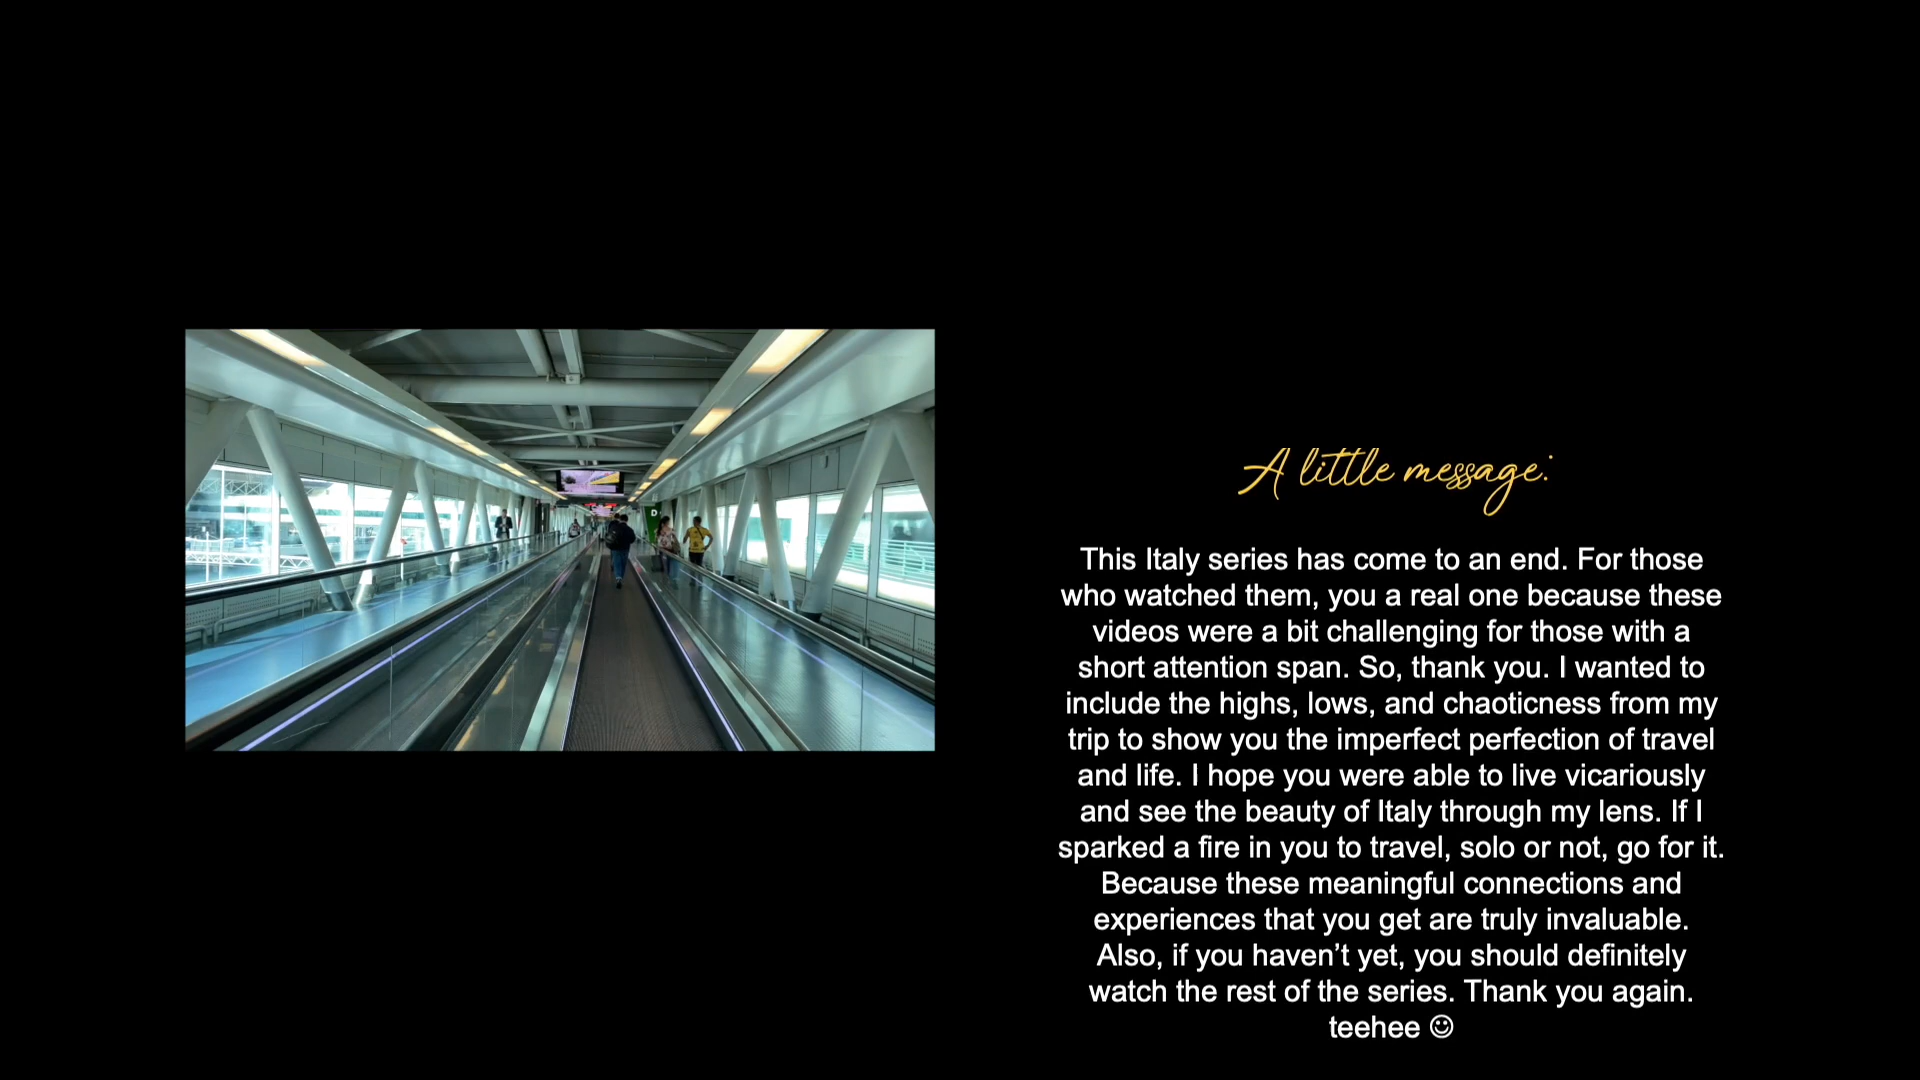 D
A little message:
This Italy series has come to an end. For those
who watched them, you a real one because these
videos were a bit challenging for those with a
short attention span. So, thank you. I wanted to
include the highs, lows, and chaoticness from my
trip to show you the imperfect perfection of travel
and life. I hope you were able to live vicariously
and see the beauty of Italy through my lens. If I
sparked a fire in you to travel, solo or not, go for it.
Because these meaningful connections and
experiences that you get are truly invaluable.
Also, if you haven’t yet, you should definitely
watch the rest of the series. Thank you again.
teehee ☺